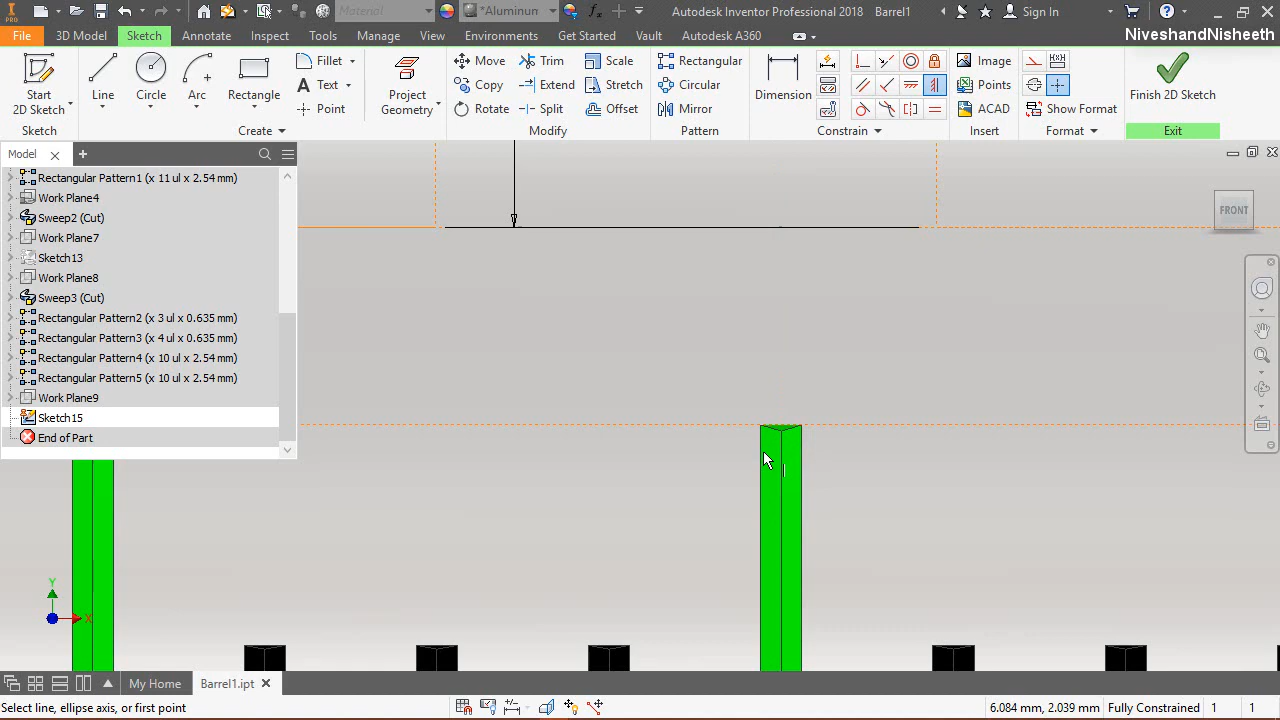 PRO
Material
*Aluminun
fx
Autodesk Inventor Professional 2018 Barrel1
Sign In
File 3D Model Sketch Annotate Inspect Tools Manage View Environments Get Started Vault Autodesk A360
NiveshandNisheeth
Start
2D Sketch
Line
Circle
Arc
Rectangle
Fillet
Text
Point
Project
Geometry
Move
Copy
Rotate
Trim
Extend
Split
Scale
Stretch
Offset
Rectangular
Circular
Mirror
Dimension
Image
Points
ACAD
Show Format
Finish 2D Sketch
Sketch Create Modify Pattern Constrain Insert Format Exit
Model
Rectangular Pattern1 (x 11 ul x 2.54 mm)
Work Plane4
Sweep2 (Cut)
Work Plane7
Sketch13
Work Plane8
Sweep3 (Cut)
Rectangular Pattern2 (x 3 ul x 0.635 mm)
Rectangular Pattern3 (x 4 ul x 0.635 mm)
Rectangular Pattern4 (x 10 ul x 2.54 mm)
Rectangular Pattern5 (x 10 ul x 2.54 mm)
Work Plane9
Sketch15
End of Part
FRONT
Y
X
My Home Barrel1.ipt
Select line, ellipse axis, or first point
6.084 mm, 2.039 mm Fully Constrained 1 1